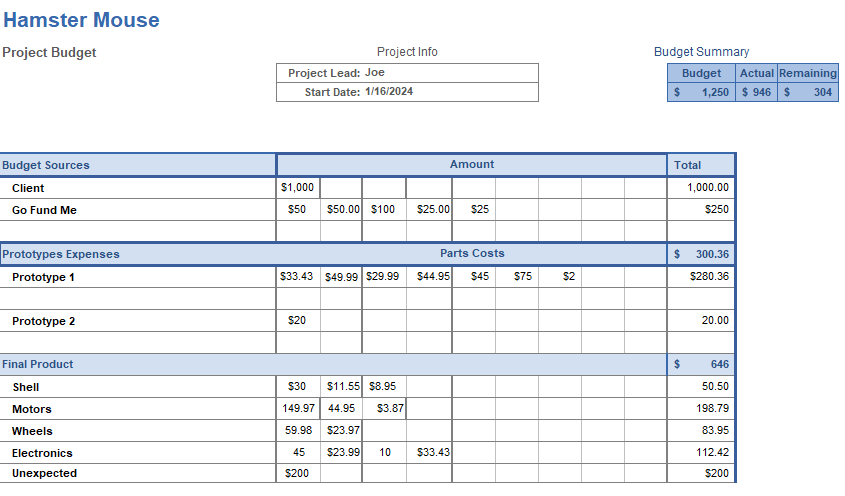 Hamster Mouse
Project Budget Project Info Budget Summary
Project Lead: Joe Budget Actual Remaining
Start Date: 1/16/2024 $ 1,250 $ 946 $ 304
Budget Sources Amount Total
Client $1,000 1,000.00
Go Fund Me $50 $50.00 $100 $25.00 $25 $250
Prototypes Expenses Parts Costs $ 300.36
Prototype 1 $33.43 $49.99 $29.99 $44.95 $45 $75 $2 $280.36
Prototype 2 $20 20.00
Final Product $ 646
Shell $30 $11.55 $8.95 50.50
Motors 149.97 44.95 $3.87 198.79
Wheels 59.98 $23.97 83.95
Electronics 45 $23.99 10 $33.43 112.42
Unexpected $200 $200